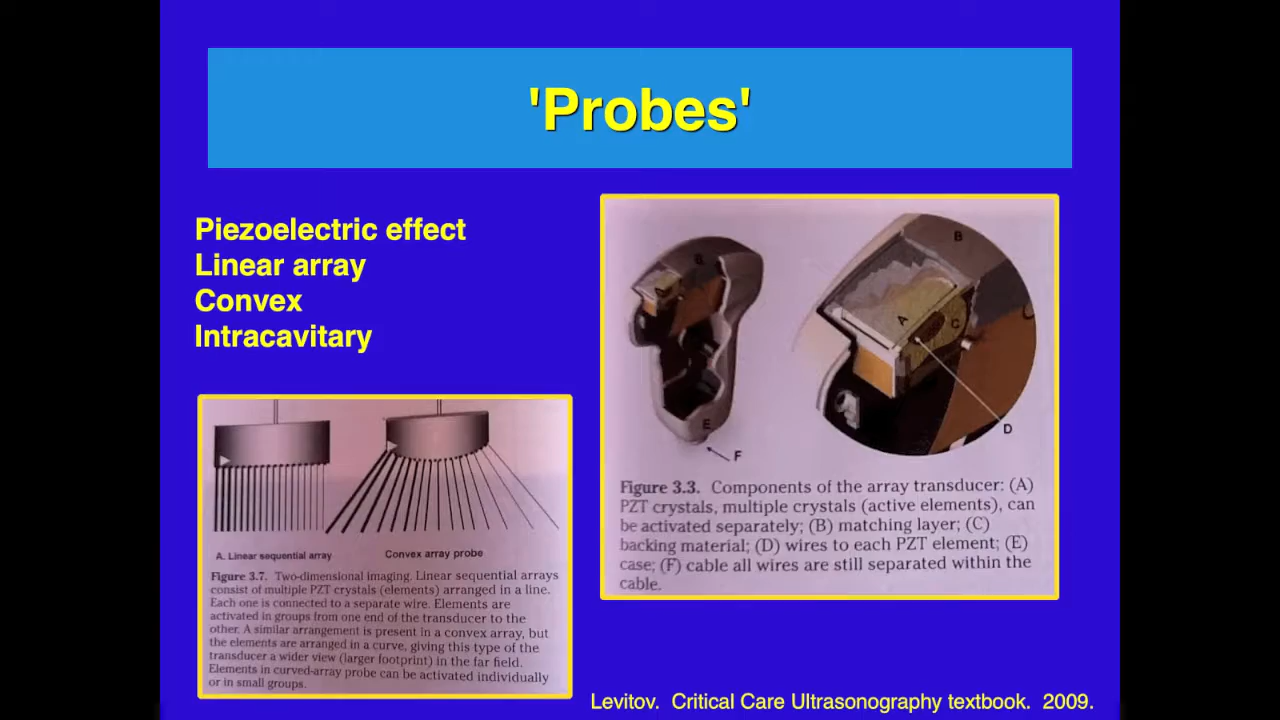 'Probes'
Piezoelectric effect
Linear array
Convex
Intracavitary
A. Linear sequential array
Convex array probe
Figure 3.7. Two-dimensional imaging. Linear sequential arrays
consist of multiple PZT crystals (elements) arranged in a line.
Each one is connected to a separate wire. Elements are
activated in groups from one end of the transducer to the
other. A similar arrangement is present in a convex array, but
the elements are arranged in a curve, giving this type of the
transducer a wider view (larger footprint) in the far field.
Elements in curved-array probe can be activated individually
or in small groups.
B
A
B
A
C
D
E
F
Figure 3.3. Components of the array transducer: (A)
PZT crystals, multiple crystals (active elements), can
be activated separately; (B) matching layer; (C)
backing material; (D) wires to each PZT element; (E)
case; (F) cable all wires are still separated within the
cable.
Levitov. Critical Care Ultrasonography textbook. 2009.